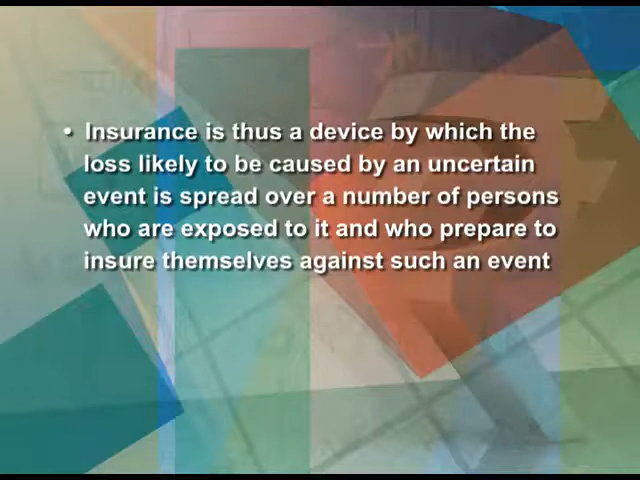 • Insurance is thus a device by which the
loss likely to be caused by an uncertain
event is spread over a number of persons
who are exposed to it and who prepare to
insure themselves against such an event